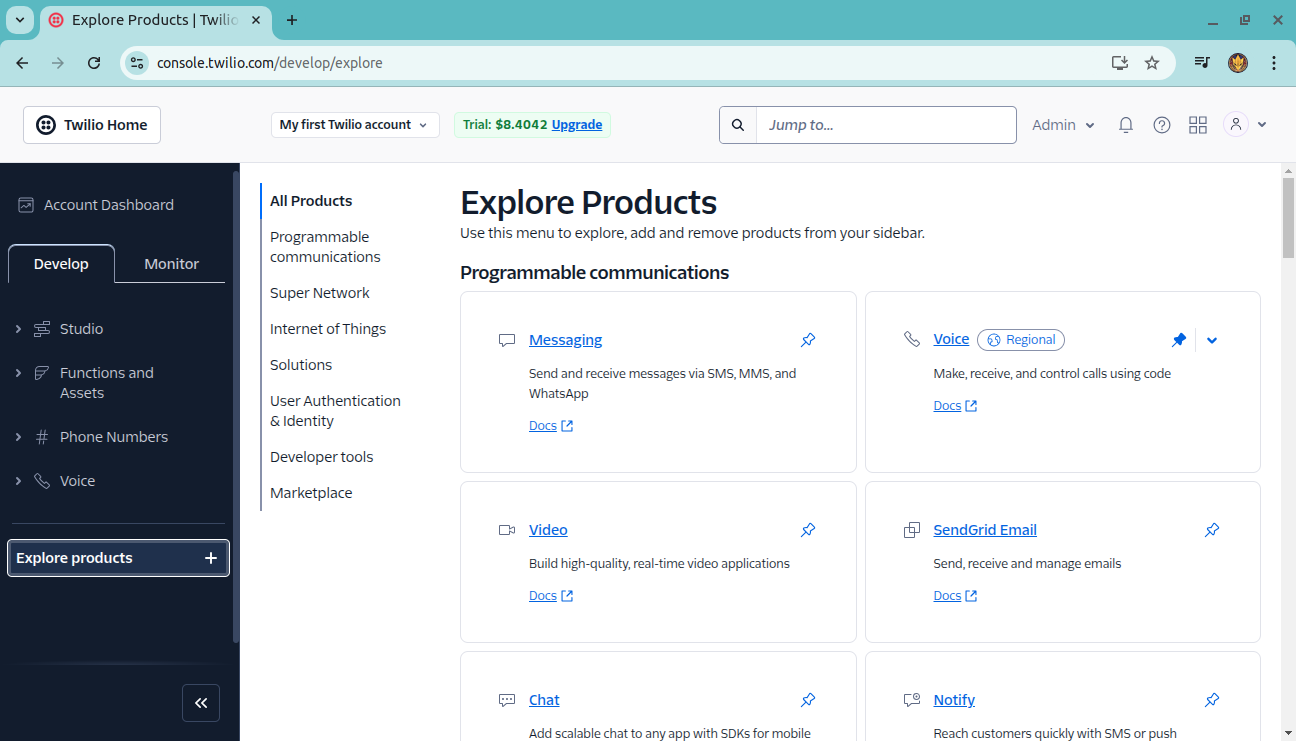 Explore Products | Twilio
console.twilio.com/develop/explore
Twilio Home
My first Twilio account
Trial: $8.4042 Upgrade
Jump to...
Admin
Account Dashboard
Develop
Monitor
Studio
Functions and
Assets
Phone Numbers
Voice
Explore products
All Products
Programmable
communications
Super Network
Internet of Things
Solutions
User Authentication
& Identity
Developer tools
Marketplace
Explore Products
Use this menu to explore, add and remove products from your sidebar.
Programmable communications
Messaging
Send and receive messages via SMS, MMS, and
WhatsApp
Docs
Voice Regional
Make, receive, and control calls using code
Docs
Video
Build high-quality, real-time video applications
Docs
SendGrid Email
Send, receive and manage emails
Docs
Chat
Add scalable chat to any app with SDKs for mobile
Notify
Reach customers quickly with SMS or push